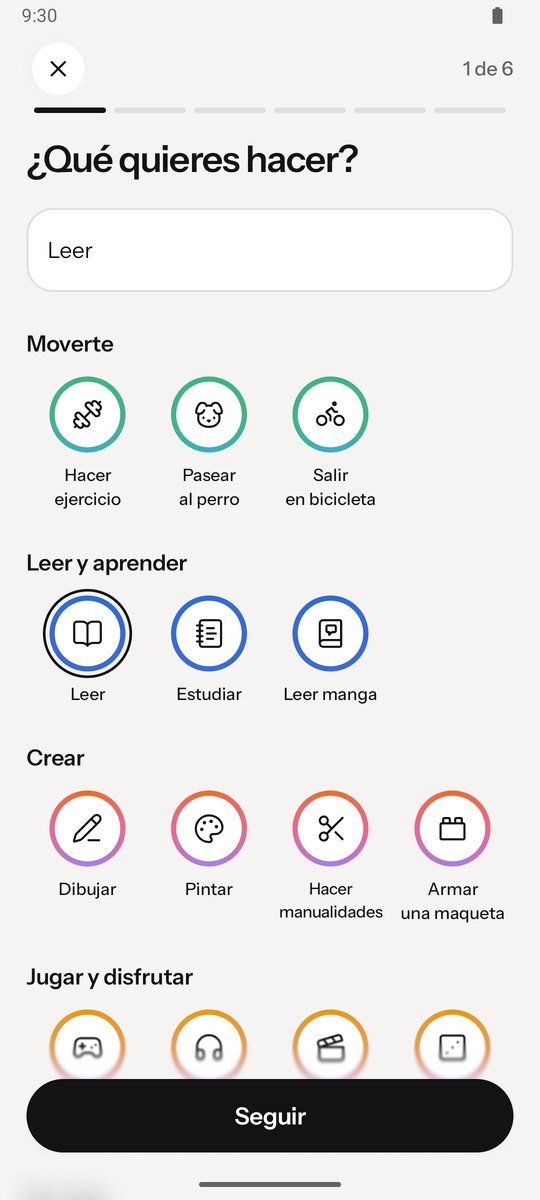 9:30
1 de 6
¿Qué quieres hacer?
Leer
Moverte
Hacer
ejercicio
Pasear
al perro
Salir
en bicicleta
Leer y aprender
Leer
Estudiar
Leer manga
Crear
Dibujar
Pintar
Hacer
manualidades
Armar
una maqueta
Jugar y disfrutar
Seguir